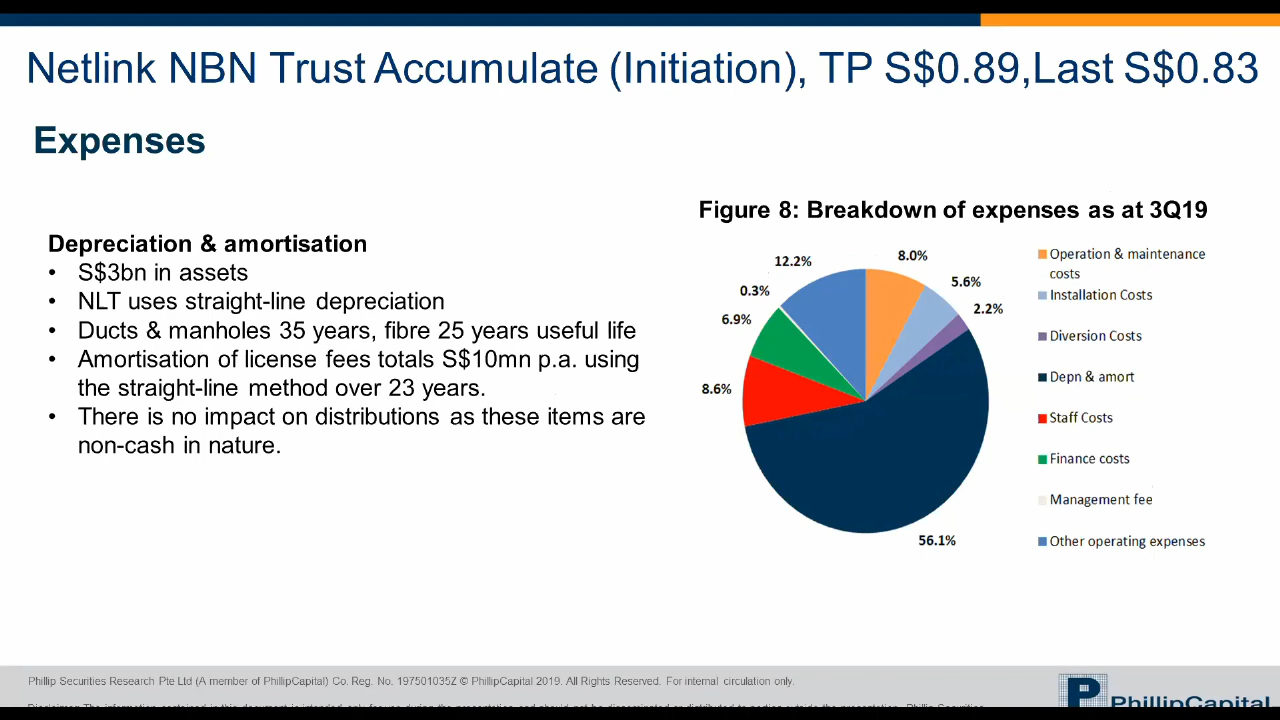 Netlink NBN Trust Accumulate (Initiation), TP S$0.89,Last S$0.83
Expenses
Depreciation & amortisation
• S$3bn in assets
• NLT uses straight-line depreciation
• Ducts & manholes 35 years, fibre 25 years useful life
• Amortisation of license fees totals S$10mn p.a. using
the straight-line method over 23 years.
• There is no impact on distributions as these items are
non-cash in nature.
Figure 8: Breakdown of expenses as at 3Q19
12.2%
8.0%
0.3%
5.6%
6.9%
2.2%
8.6%
56.1%
Operation & maintenance
costs
Installation Costs
Diversion Costs
Depn & amort
Staff Costs
Finance costs
Management fee
Other operating expenses
Phillip Securities Research Pte Ltd (A member of PhillipCapital) Co. Reg. No. 197501035Z © PhillipCapital 2019. All Rights Reserved. For internal circulation only.
P
PhillipCapital